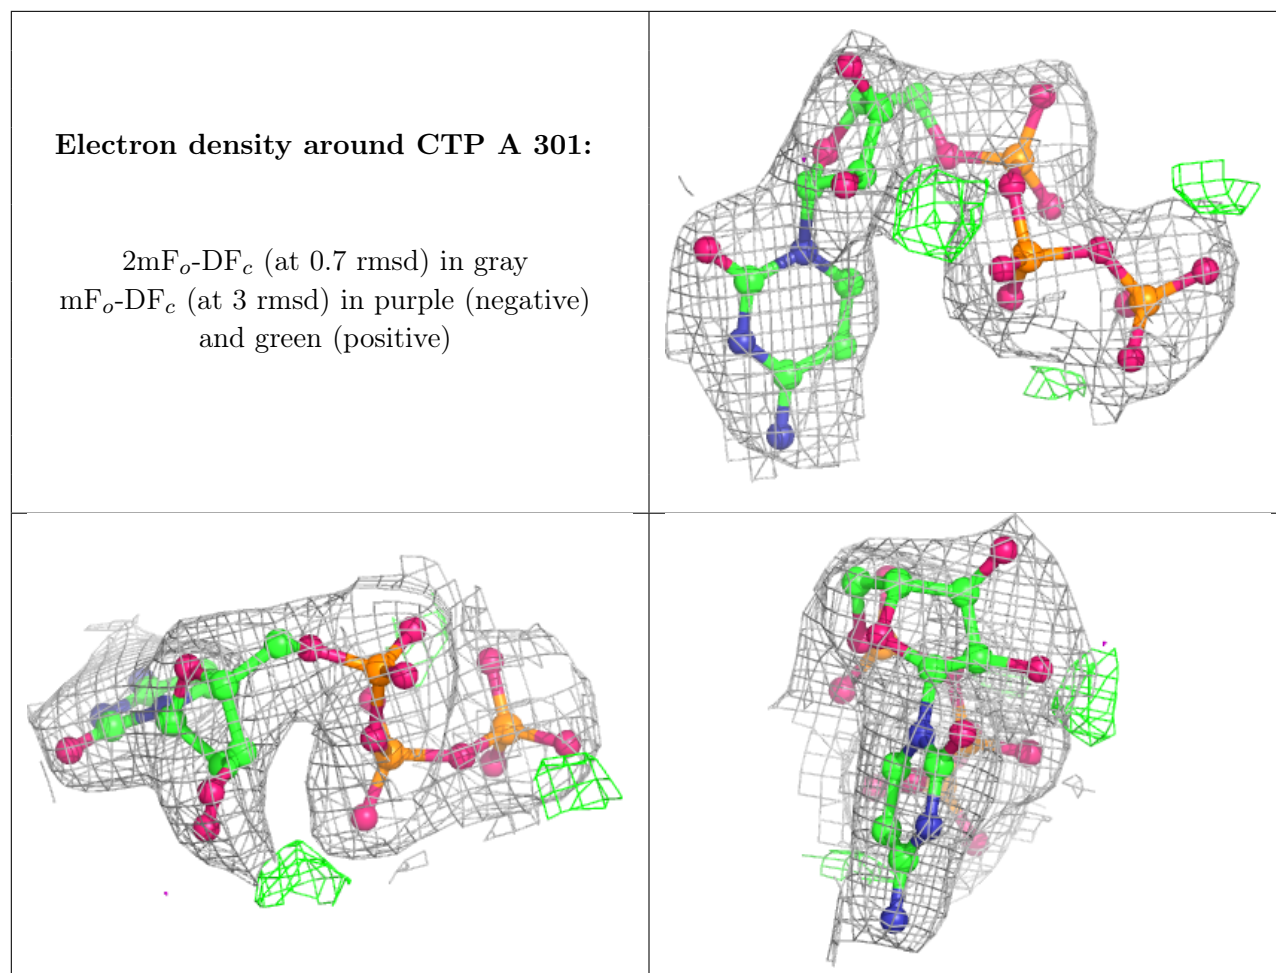 Electron density around CTP A 301:
2mFo-DFc (at 0.7 rmsd) in gray
mFo-DFc (at 3 rmsd) in purple (negative)
and green (positive)